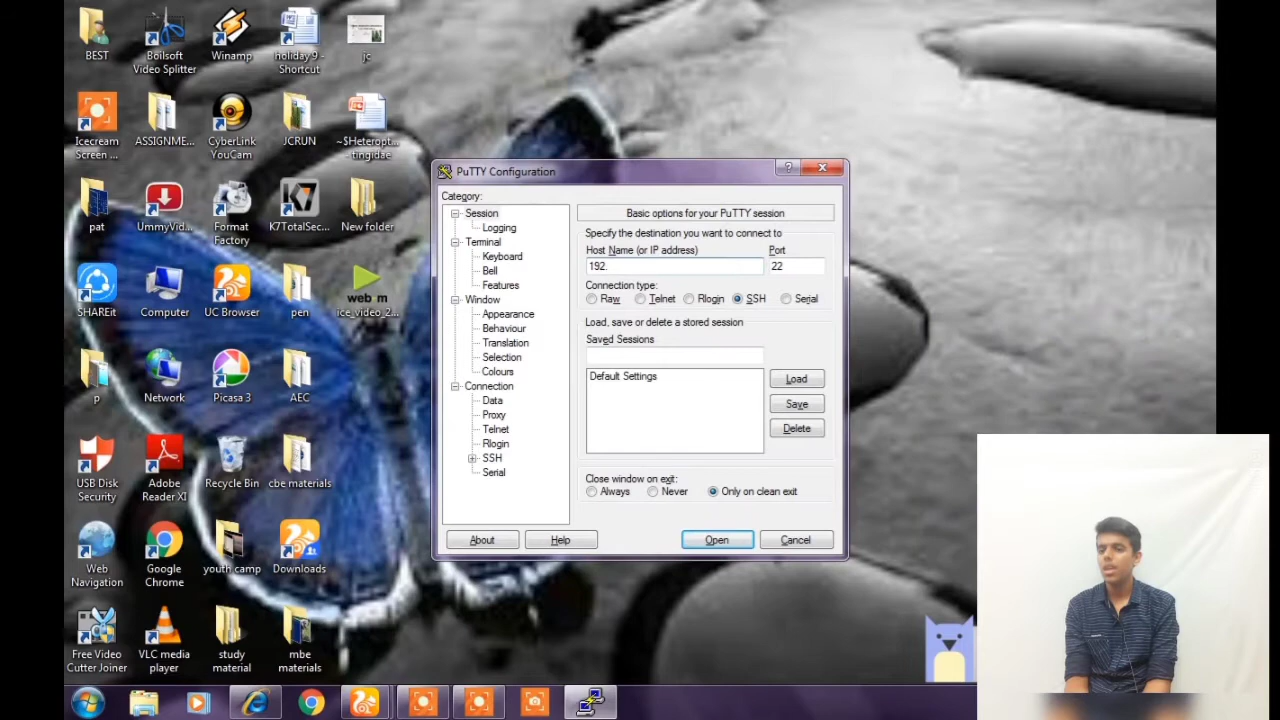 BEST
Boilsoft
Video Splitter
Winamp
holiday 9 -
Shortcut
jc
Icecream
Screen ...
ASSIGNME...
CyberLink
YouCam
JCRUN
~$Heteropt...
-tingidae
pat
UmmyVid...
Format
Factory
K7TotalSec...
New folder
SHAREit
Computer
UC Browser
pen
webm
ice_video_2...
p
Network
Picasa 3
AEC
USB Disk
Security
Adobe
Reader XI
Recycle Bin
cbe materials
Web
Navigation
Google
Chrome
youth camp
Downloads
Free Video
Cutter Joiner
VLC media
player
study
material
mbe
materials
PuTTY Configuration
Category:
Session
Logging
Terminal
Keyboard
Bell
Features
Window
Appearance
Behaviour
Translation
Selection
Colours
Connection
Data
Proxy
Telnet
Rlogin
SSH
Serial
Basic options for your PuTTY session
Specify the destination you want to connect to
Host Name (or IP address) Port
192. 22
Connection type:
Raw Telnet Rlogin SSH Serial
Load, save or delete a stored session
Saved Sessions
Default Settings
Load
Save
Delete
Close window on exit:
Always Never Only on clean exit
About Help Open Cancel